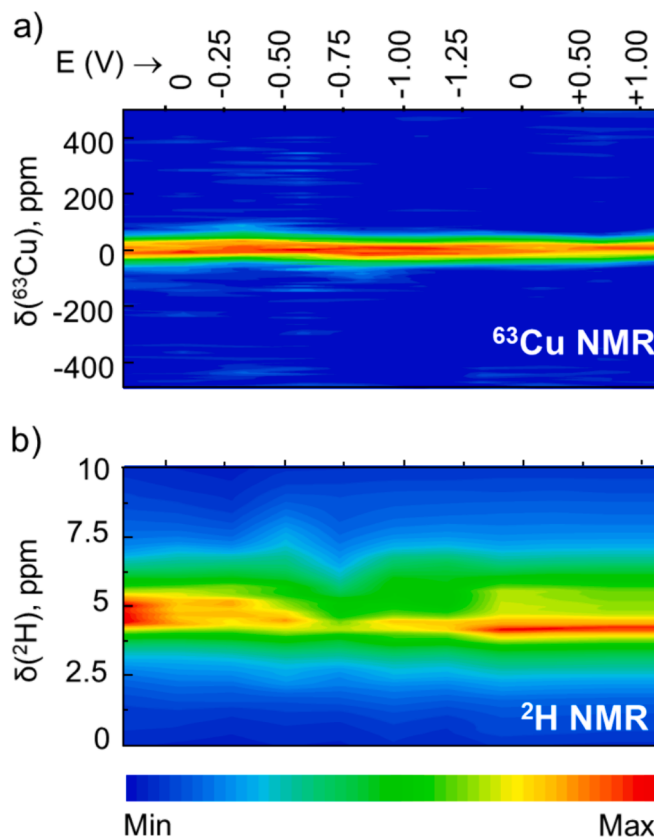 a)
E (V) →
0 -0.25 -0.50 -0.75 -1.00 -1.25 0 +0.50 +1.00
δ(⁶³Cu), ppm
400
200
0
-200
-400
⁶³Cu NMR
b)
δ(²H), ppm
10
7.5
5
2.5
0
²H NMR
Min Max